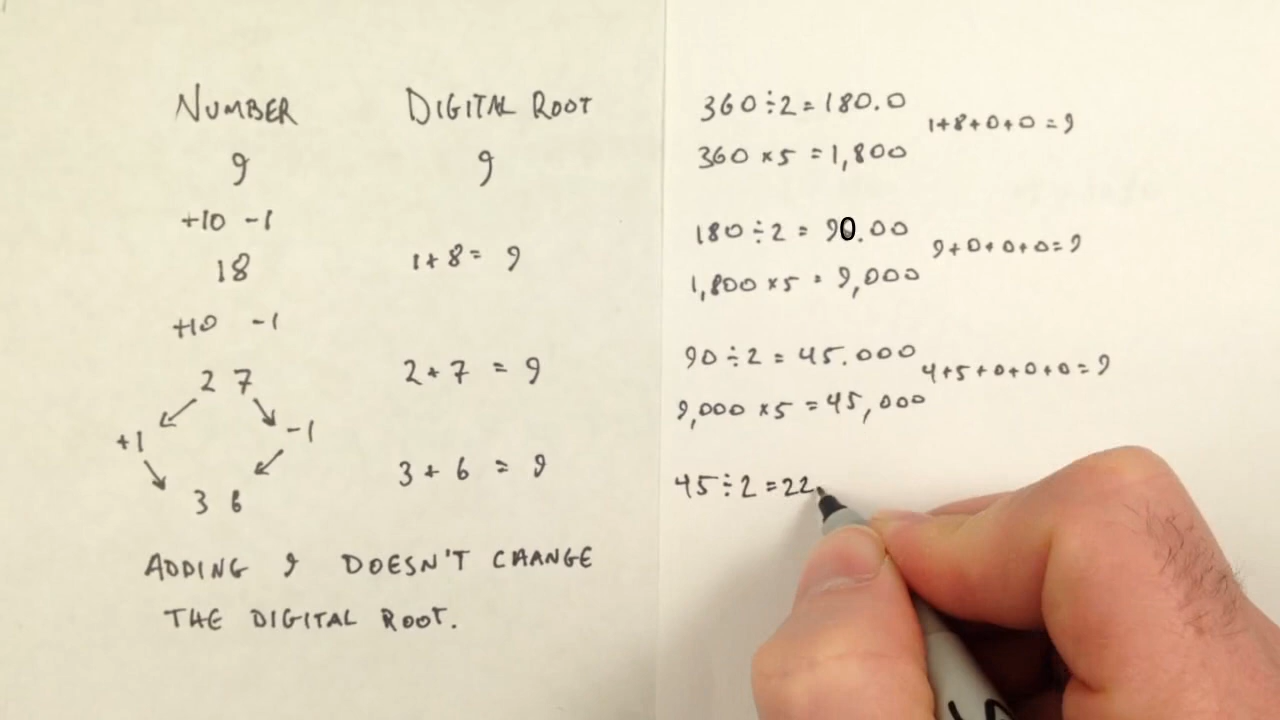 NUMBER DIGITAL ROOT
9 9
+10 -1
18 1+8= 9
+10 -1
2 7 2+7 = 9
+1 -1
3 6 3+6 = 9
ADDING 9 DOESN'T CHANGE
THE DIGITAL ROOT.
360÷2=180.0
1+8+0+0=9
360×5=1,800
180÷2= 90.00
9+0+0+0=9
1,800×5= 9,000
90÷2=45.000
4+5+0+0+0=9
9,000×5=45,000
45÷2=22